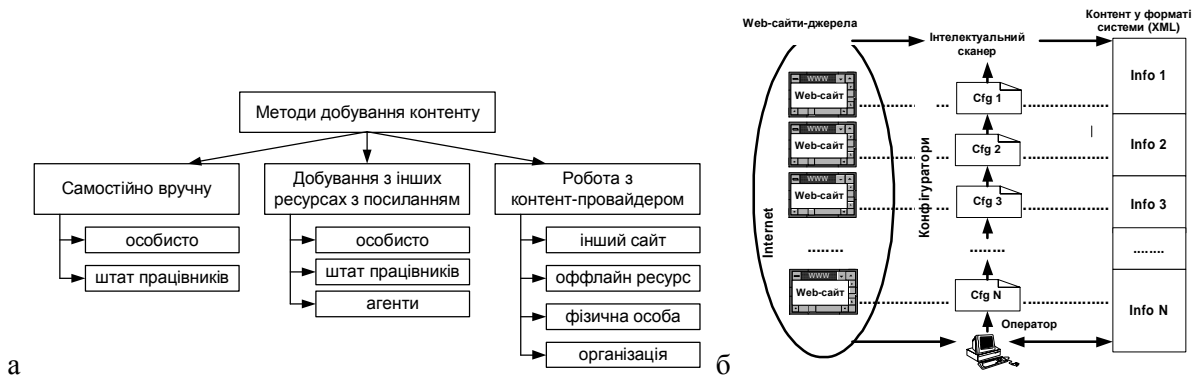 Методи добування контенту
Самостійно вручну
особисто
штат працівників
Добування з інших
ресурсах з посиланням
особисто
штат працівників
агенти
Робота з
контент-провайдером
інший сайт
оффлайн ресурс
фізична особа
організація
а
Web-сайти-джерела
Internet
WWW
Web-сайт
WWW
Web-сайт
WWW
Web-сайт
........
WWW
Web-сайт
Конфігуратори
Інтелектуальний
сканер
Cfg 1
Cfg 2
Cfg 3
........
Cfg N
Оператор
Контент у форматі
системи (XML)
Info 1
Info 2
Info 3
........
Info N
б